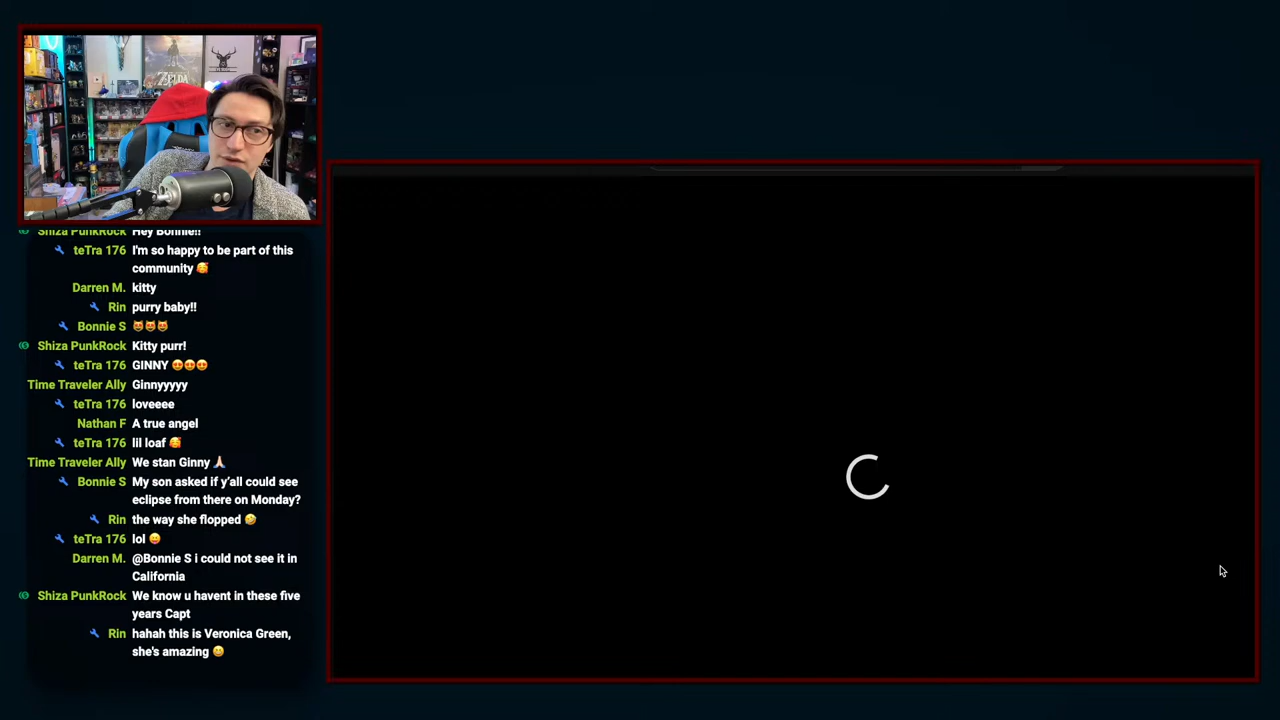 ZELDA
Shiza PunkRock Hey Bonnie!!
teTra 176 I'm so happy to be part of this
community 🥰
Darren M. kitty
Rin purry baby!!
Bonnie S 😻😻😻
Shiza PunkRock Kitty purr!
teTra 176 GINNY 😍😍😍
Time Traveler Ally Ginnyyyyy
teTra 176 loveeee
Nathan F A true angel
teTra 176 lil loaf 🥰
Time Traveler Ally We stan Ginny 🙏🏻
Bonnie S My son asked if y'all could see
eclipse from there on Monday?
Rin the way she flopped 🤣
teTra 176 lol 😛
Darren M. @Bonnie S i could not see it in
California
Shiza PunkRock We know u havent in these five
years Capt
Rin hahah this is Veronica Green,
she's amazing 😀